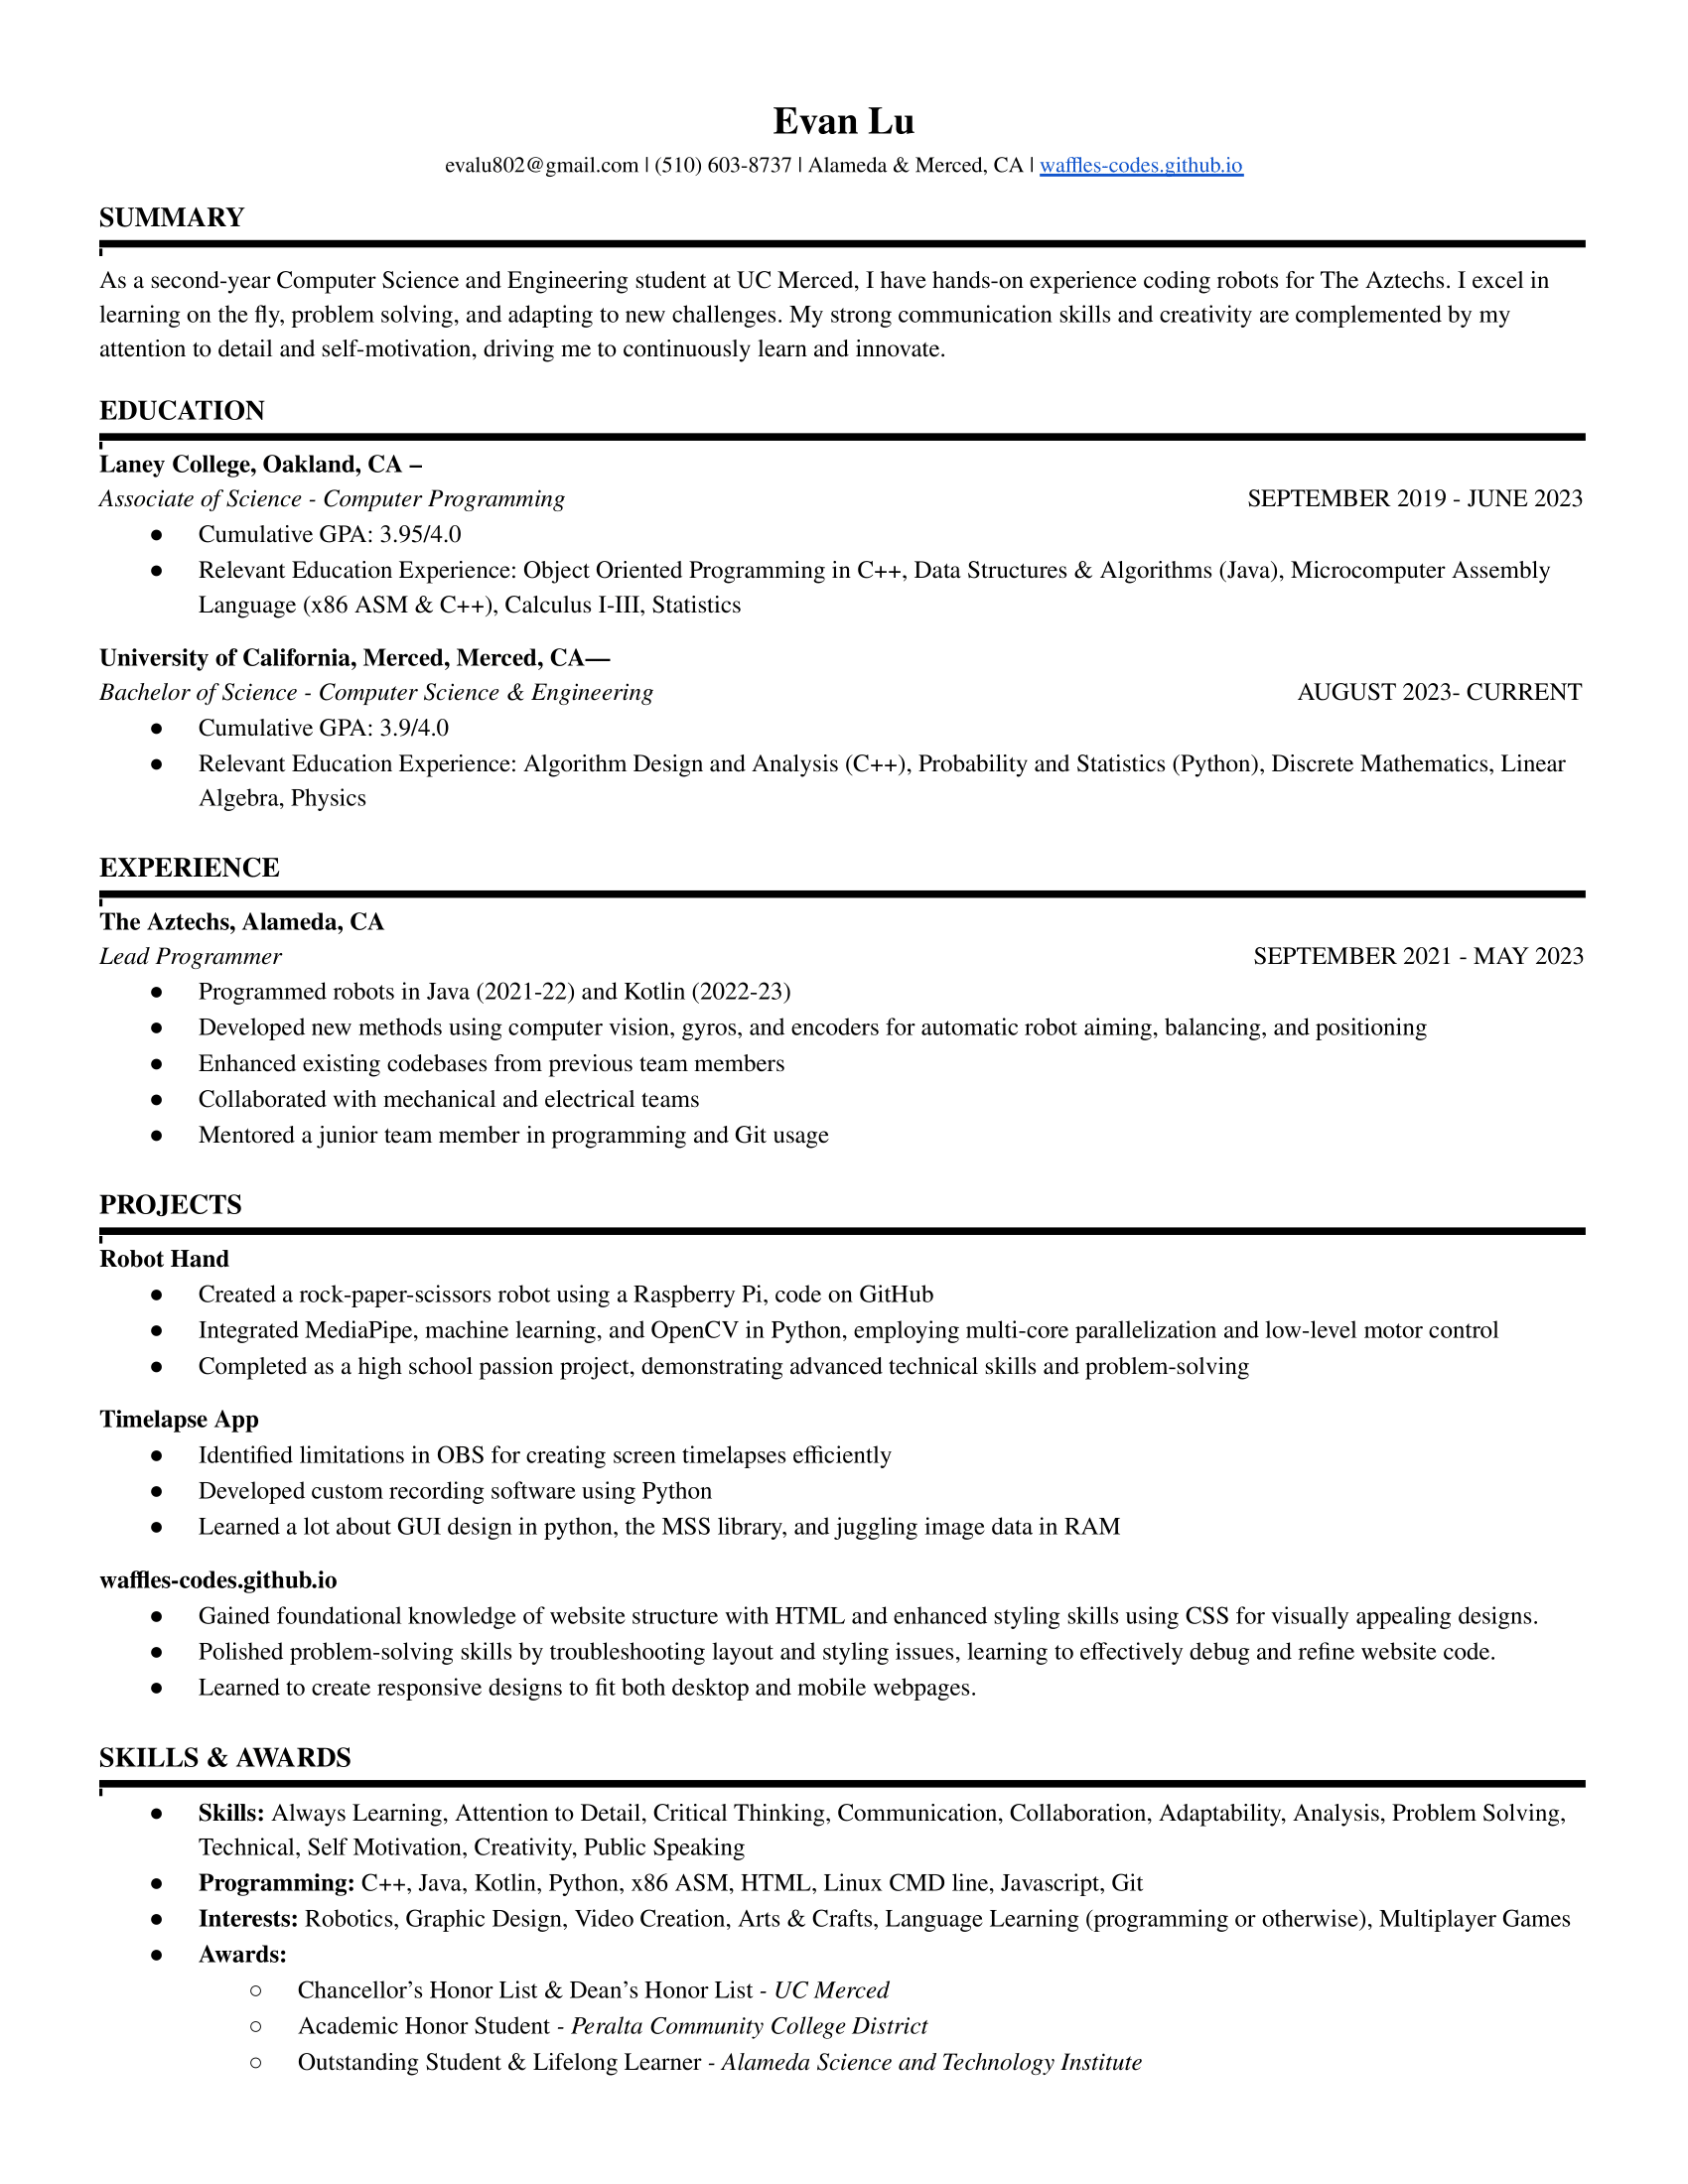 Evan Lu
evalu802@gmail.com | (510) 603-8737 | Alameda & Merced, CA | waffles-codes.github.io
SUMMARY
As a second-year Computer Science and Engineering student at UC Merced, I have hands-on experience coding robots for The Aztechs. I excel in
learning on the fly, problem solving, and adapting to new challenges. My strong communication skills and creativity are complemented by my
attention to detail and self-motivation, driving me to continuously learn and innovate.
EDUCATION
Laney College, Oakland, CA –
Associate of Science - Computer Programming SEPTEMBER 2019 - JUNE 2023
● Cumulative GPA: 3.95/4.0
● Relevant Education Experience: Object Oriented Programming in C++, Data Structures & Algorithms (Java), Microcomputer Assembly
Language (x86 ASM & C++), Calculus I-III, Statistics
University of California, Merced, Merced, CA—
Bachelor of Science - Computer Science & Engineering AUGUST 2023- CURRENT
● Cumulative GPA: 3.9/4.0
● Relevant Education Experience: Algorithm Design and Analysis (C++), Probability and Statistics (Python), Discrete Mathematics, Linear
Algebra, Physics
EXPERIENCE
The Aztechs, Alameda, CA
Lead Programmer SEPTEMBER 2021 - MAY 2023
● Programmed robots in Java (2021-22) and Kotlin (2022-23)
● Developed new methods using computer vision, gyros, and encoders for automatic robot aiming, balancing, and positioning
● Enhanced existing codebases from previous team members
● Collaborated with mechanical and electrical teams
● Mentored a junior team member in programming and Git usage
PROJECTS
Robot Hand
● Created a rock-paper-scissors robot using a Raspberry Pi, code on GitHub
● Integrated MediaPipe, machine learning, and OpenCV in Python, employing multi-core parallelization and low-level motor control
● Completed as a high school passion project, demonstrating advanced technical skills and problem-solving
Timelapse App
● Identified limitations in OBS for creating screen timelapses efficiently
● Developed custom recording software using Python
● Learned a lot about GUI design in python, the MSS library, and juggling image data in RAM
waffles-codes.github.io
● Gained foundational knowledge of website structure with HTML and enhanced styling skills using CSS for visually appealing designs.
● Polished problem-solving skills by troubleshooting layout and styling issues, learning to effectively debug and refine website code.
● Learned to create responsive designs to fit both desktop and mobile webpages.
SKILLS & AWARDS
● Skills: Always Learning, Attention to Detail, Critical Thinking, Communication, Collaboration, Adaptability, Analysis, Problem Solving,
Technical, Self Motivation, Creativity, Public Speaking
● Programming: C++, Java, Kotlin, Python, x86 ASM, HTML, Linux CMD line, Javascript, Git
● Interests: Robotics, Graphic Design, Video Creation, Arts & Crafts, Language Learning (programming or otherwise), Multiplayer Games
● Awards:
○ Chancellor’s Honor List & Dean’s Honor List - UC Merced
○ Academic Honor Student - Peralta Community College District
○ Outstanding Student & Lifelong Learner - Alameda Science and Technology Institute